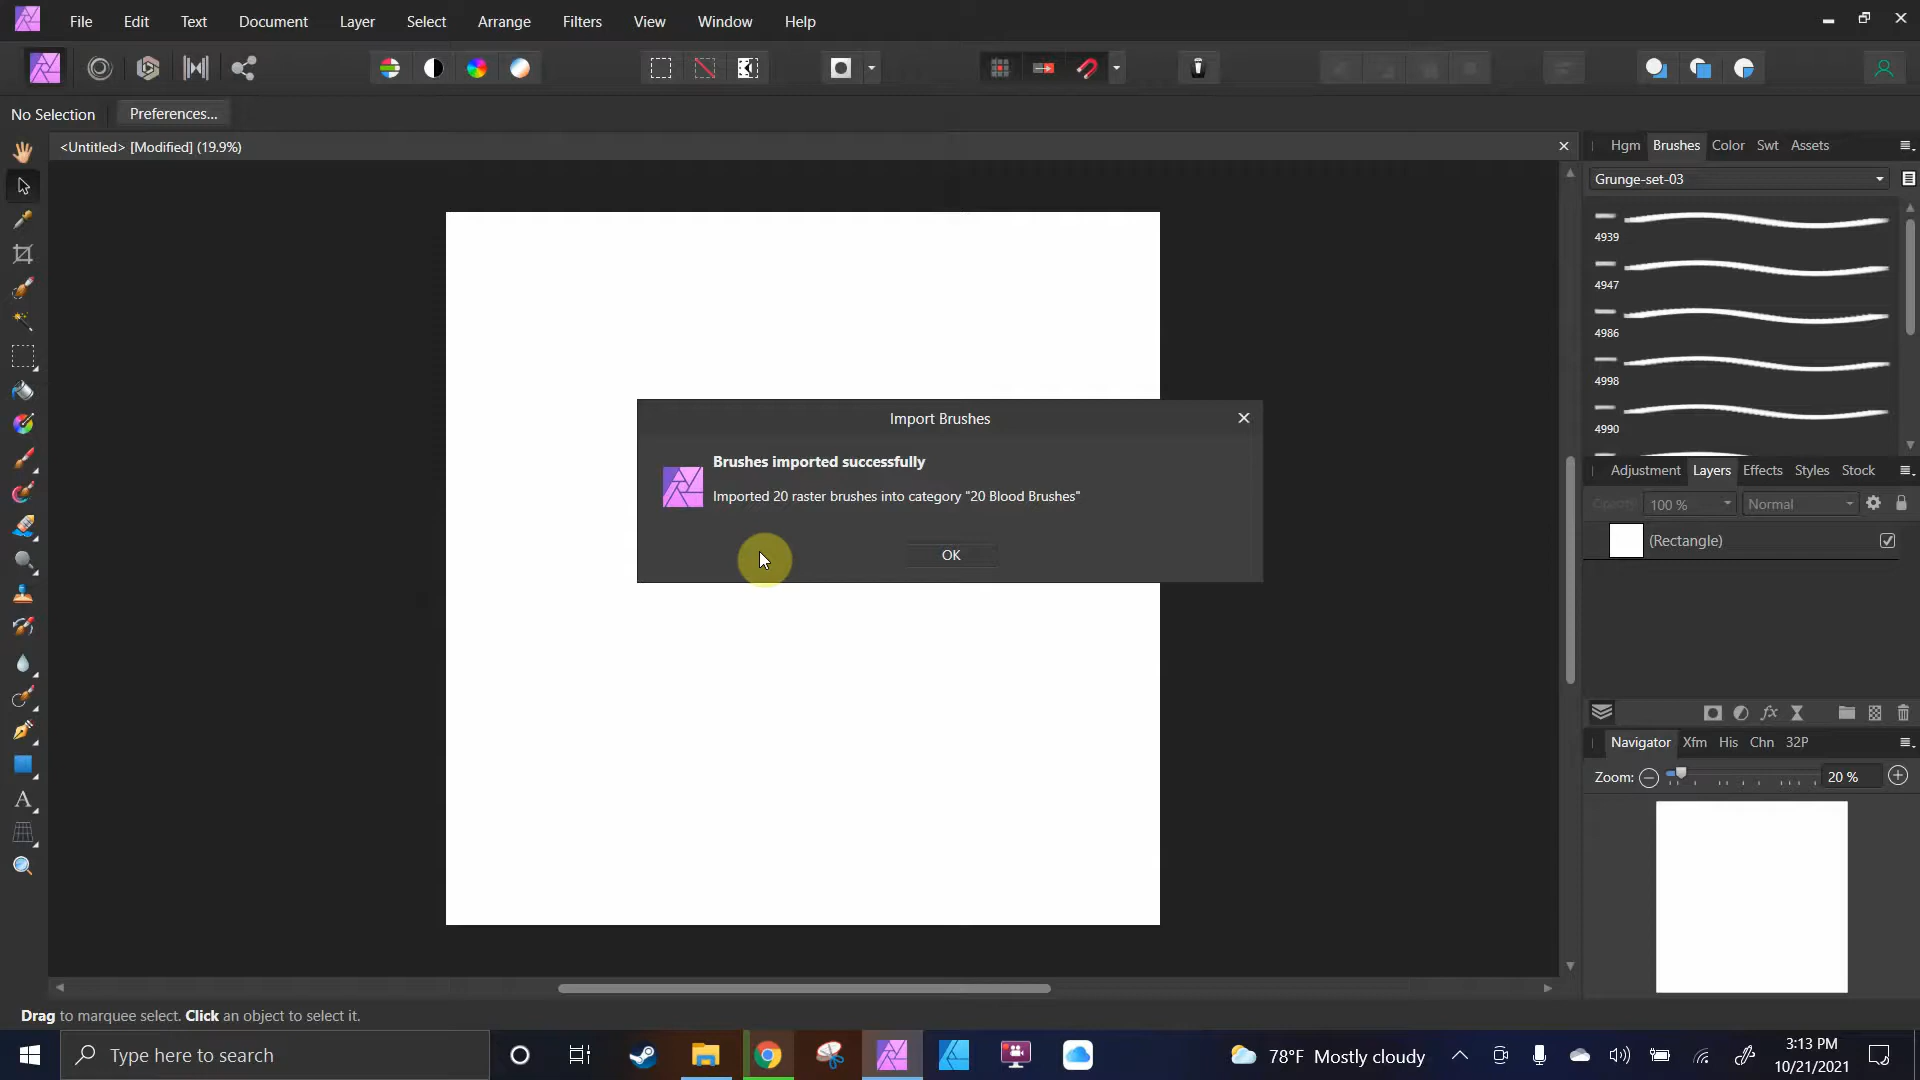 File Edit Text Document Layer Select Arrange Filters View Window Help
No Selection Preferences...
<Untitled> [Modified] (19.9%)
Hgm Brushes Color Swt Assets
Grunge-set-03
4939
4947
4986
4998
4990
Import Brushes
Brushes imported successfully
Imported 20 raster brushes into category "20 Blood Brushes"
OK
Adjustment Layers Effects Styles Stock
Opacity 100 % Normal
(Rectangle)
Navigator Xfm His Chn 32P
Zoom: 20 %
Drag to marquee select. Click an object to select it.
Type here to search
78°F Mostly cloudy
3:13 PM
10/21/2021